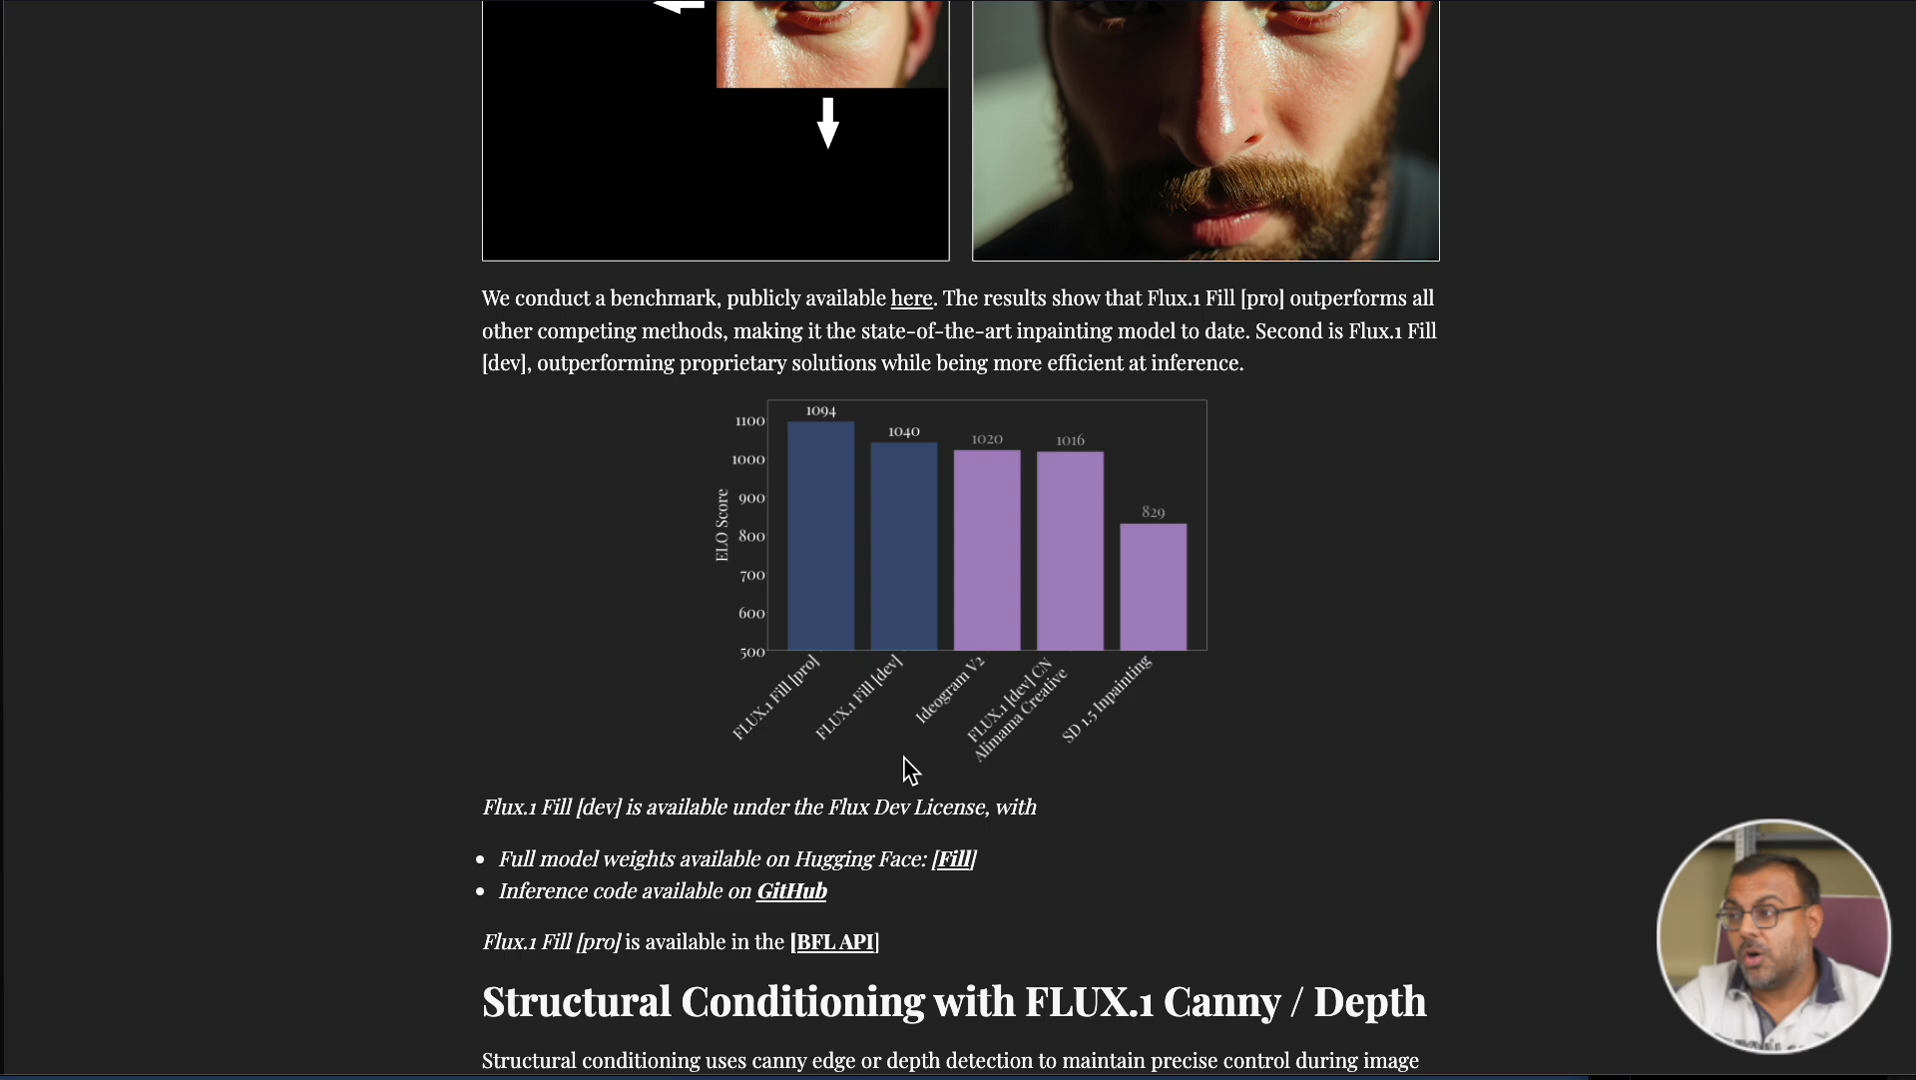 We conduct a benchmark, publicly available here. The results show that Flux.1 Fill [pro] outperforms all
other competing methods, making it the state-of-the-art inpainting model to date. Second is Flux.1 Fill
[dev], outperforming proprietary solutions while being more efficient at inference.
1094
1040
1020
1016
829
1100
1000
900
800
700
600
500
ELO Score
FLUX.1 Fill [pro]
FLUX.1 Fill [dev]
Ideogram V2
FLUX.1 [dev] CN
Alimama Creative
SD 1.5 Inpainting
Flux.1 Fill [dev] is available under the Flux Dev License, with
• Full model weights available on Hugging Face: [Fill]
• Inference code available on GitHub
Flux.1 Fill [pro] is available in the [BFL API]
Structural Conditioning with FLUX.1 Canny / Depth
Structural conditioning uses canny edge or depth detection to maintain precise control during image